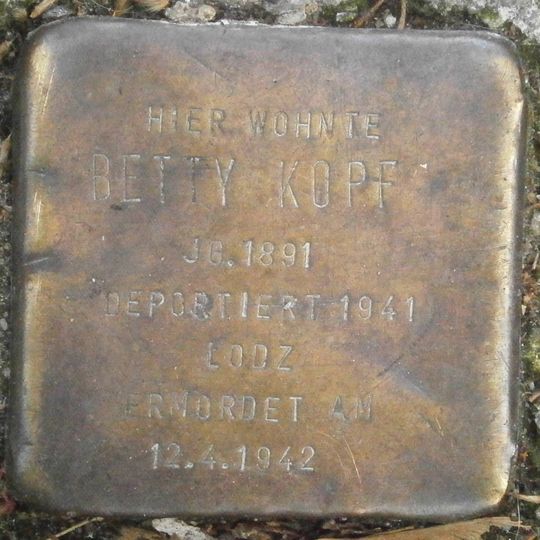 HIER WOHNTE
BETTY KOPF
JG. 1891
DEPORTIERT 1941
LODZ
ERMORDET AM
12.4.1942